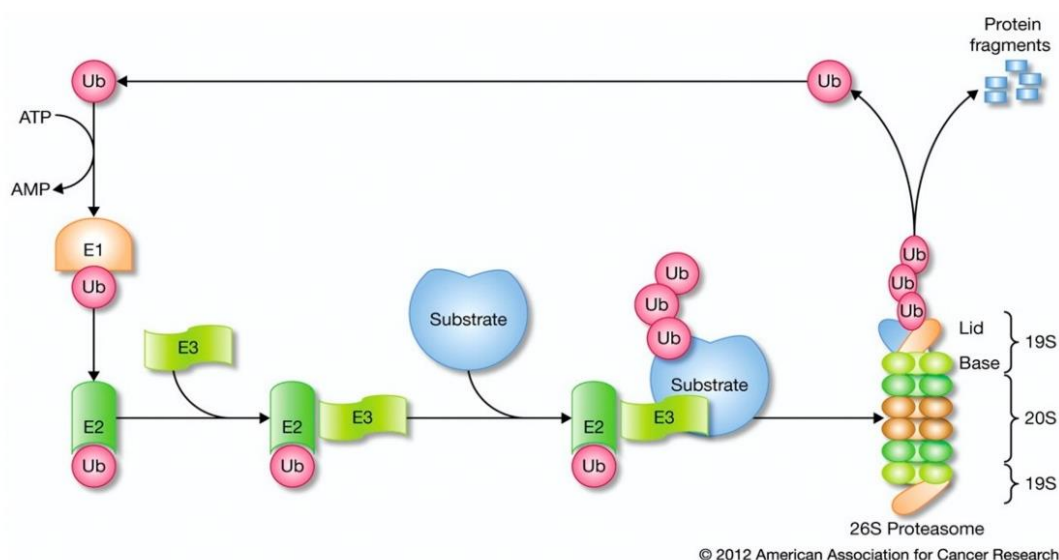 Protein
fragments
Ub
Ub
ATP
AMP
E1
Ub
Ub
Ub
Ub
Ub
Ub
Ub
Substrate
Lid
19S
E3
Base
Substrate
E2
E2
E3
E2
E3
20S
Ub
Ub
Ub
19S
26S Proteasome
© 2012 American Association for Cancer Research